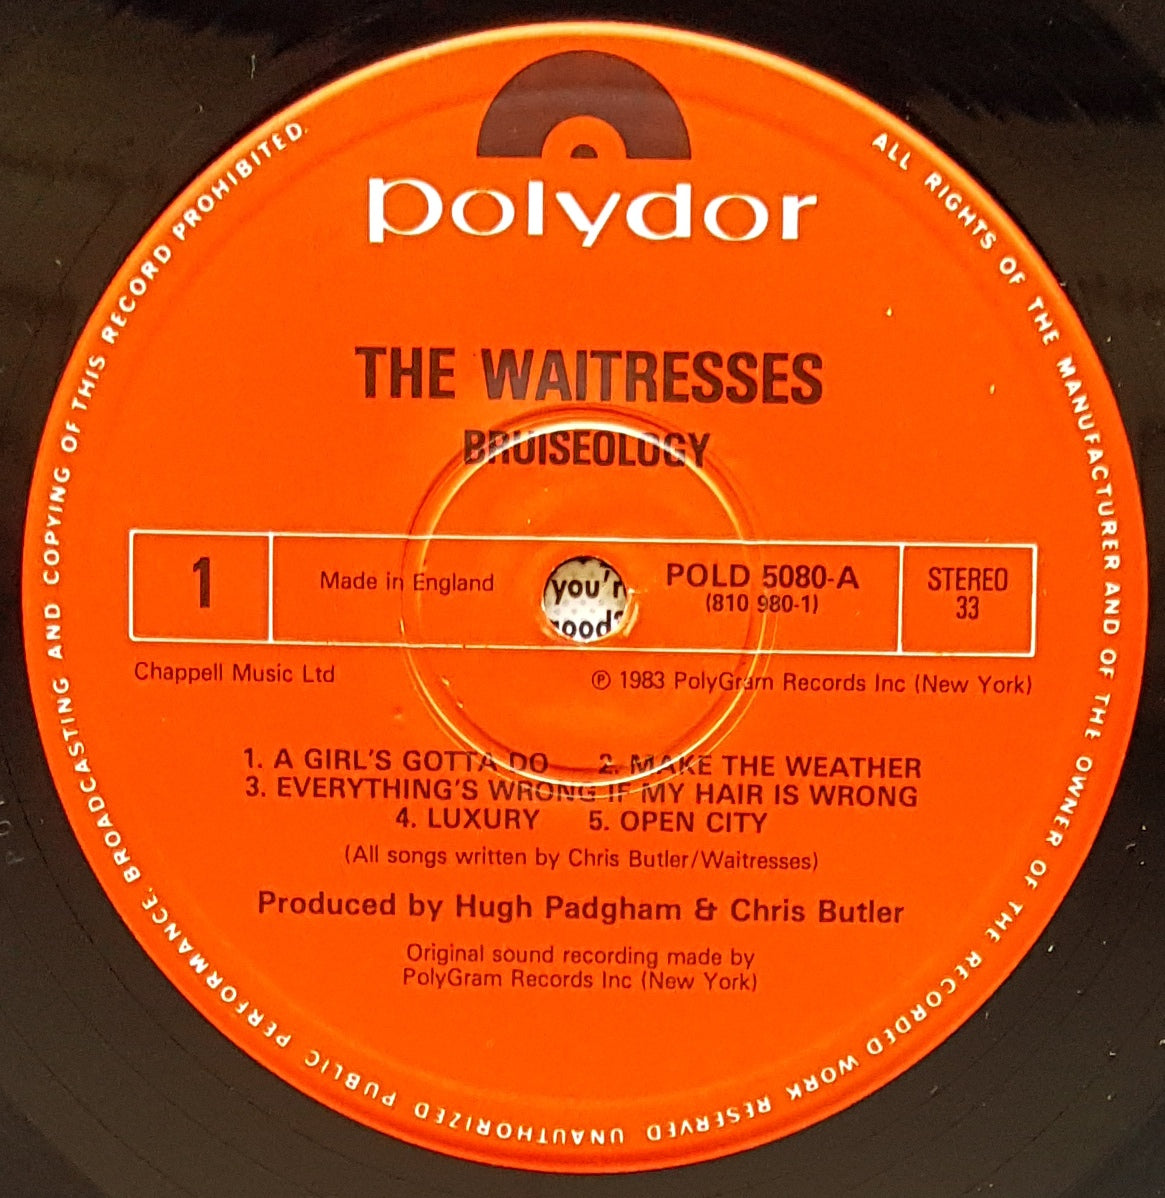 polydor
THE WAITRESSES
BRUISEOLOGY
1
Made in England
POLD 5080-A
(810 980-1)
STEREO
33
Chappell Music Ltd
℗ 1983 PolyGram Records Inc (New York)
1. A GIRL'S GOTTA DO 2. MAKE THE WEATHER
3. EVERYTHING'S WRONG IF MY HAIR IS WRONG
4. LUXURY 5. OPEN CITY
(All songs written by Chris Butler/Waitresses)
Produced by Hugh Padgham & Chris Butler
Original sound recording made by
PolyGram Records Inc (New York)
ALL RIGHTS OF THE MANUFACTURER AND OF THE OWNER OF THE RECORDED WORK RESERVED UNAUTHORIZED PUBLIC PERFORMANCE, BROADCASTING AND COPYING OF THIS RECORD PROHIBITED.